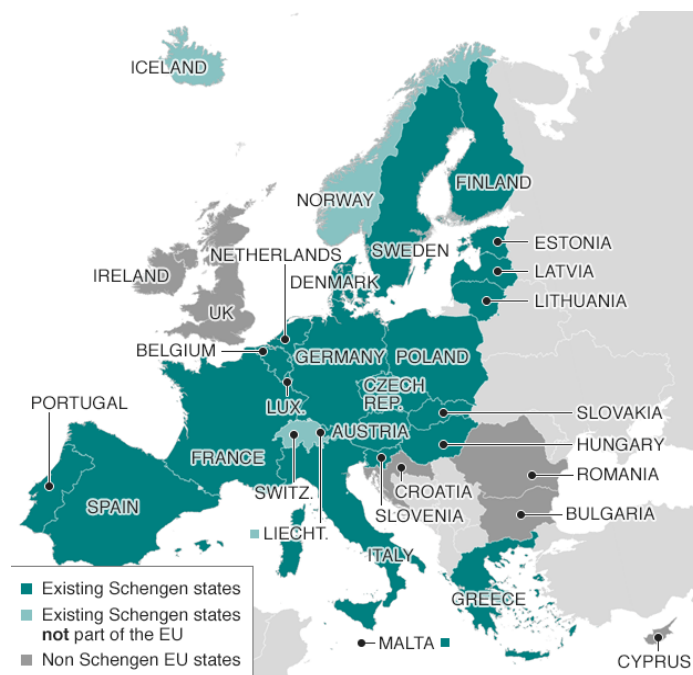 ICELAND
NORWAY
FINLAND
SWEDEN
ESTONIA
LATVIA
LITHUANIA
NETHERLANDS
DENMARK
IRELAND
UK
BELGIUM
GERMANY
POLAND
LUX.
CZECH
REP.
PORTUGAL
SLOVAKIA
AUSTRIA
HUNGARY
FRANCE
SPAIN
SWITZ.
CROATIA
ROMANIA
SLOVENIA
BULGARIA
LIECHT.
ITALY
GREECE
MALTA
CYPRUS
Existing Schengen states
Existing Schengen states
not part of the EU
Non Schengen EU states